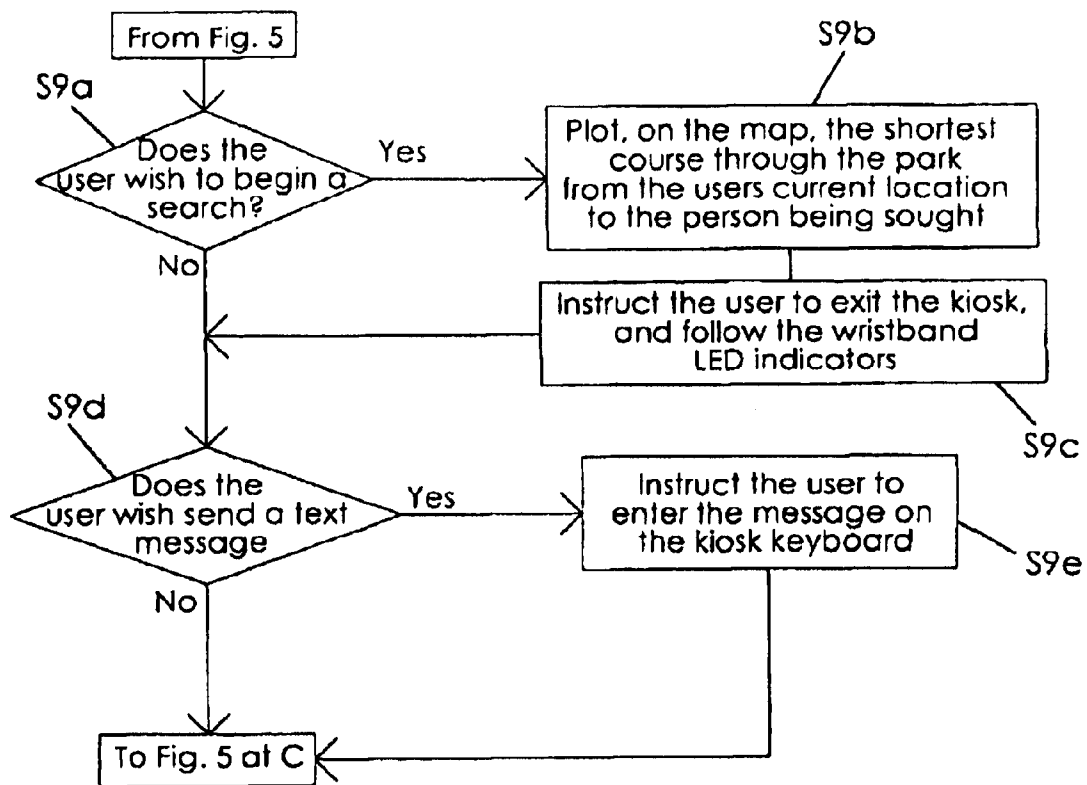 From Fig. 5
S9a
Does the
user wish to begin a
search?
Yes
No
S9b
Plot, on the map, the shortest
course through the park
from the users current location
to the person being sought
Instruct the user to exit the kiosk,
and follow the wristband
LED indicators
S9c
S9d
Does the
user wish send a text
message
Yes
No
Instruct the user to
enter the message on
the kiosk keyboard
S9e
To Fig. 5 at C